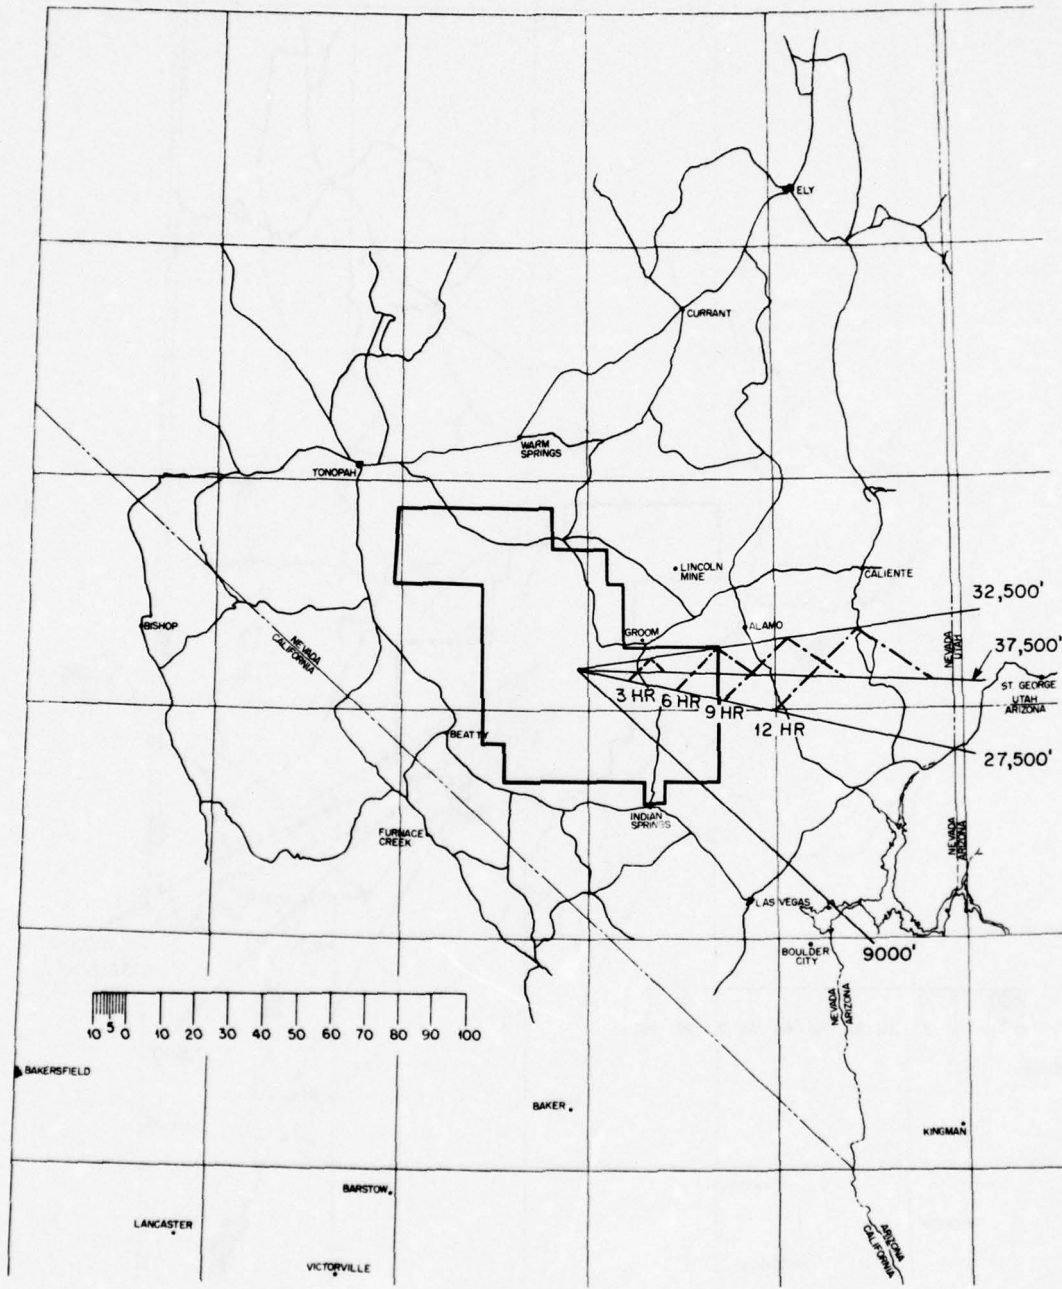 ELY
CURRANT
WARM
SPRINGS
TONOPAH
LINCOLN
MINE
CALIENTE
32,500'
BISHOP
NEVADA
CALIFORNIA
GROOM
ALAMO
NEVADA
UTAH
37,500'
ST GEORGE
UTAH
ARIZONA
3 HR
6 HR
9 HR
12 HR
BEATTY
27,500'
INDIAN
SPRINGS
FURNACE
CREEK
NEVADA
ARIZONA
LAS VEGAS
BOULDER
CITY
9000'
NEVADA
ARIZONA
10 5 0 10 20 30 40 50 60 70 80 90 100
BAKERSFIELD
BAKER
KINGMAN
BARSTOW
LANCASTER
ARIZONA
CALIFORNIA
VICTORVILLE